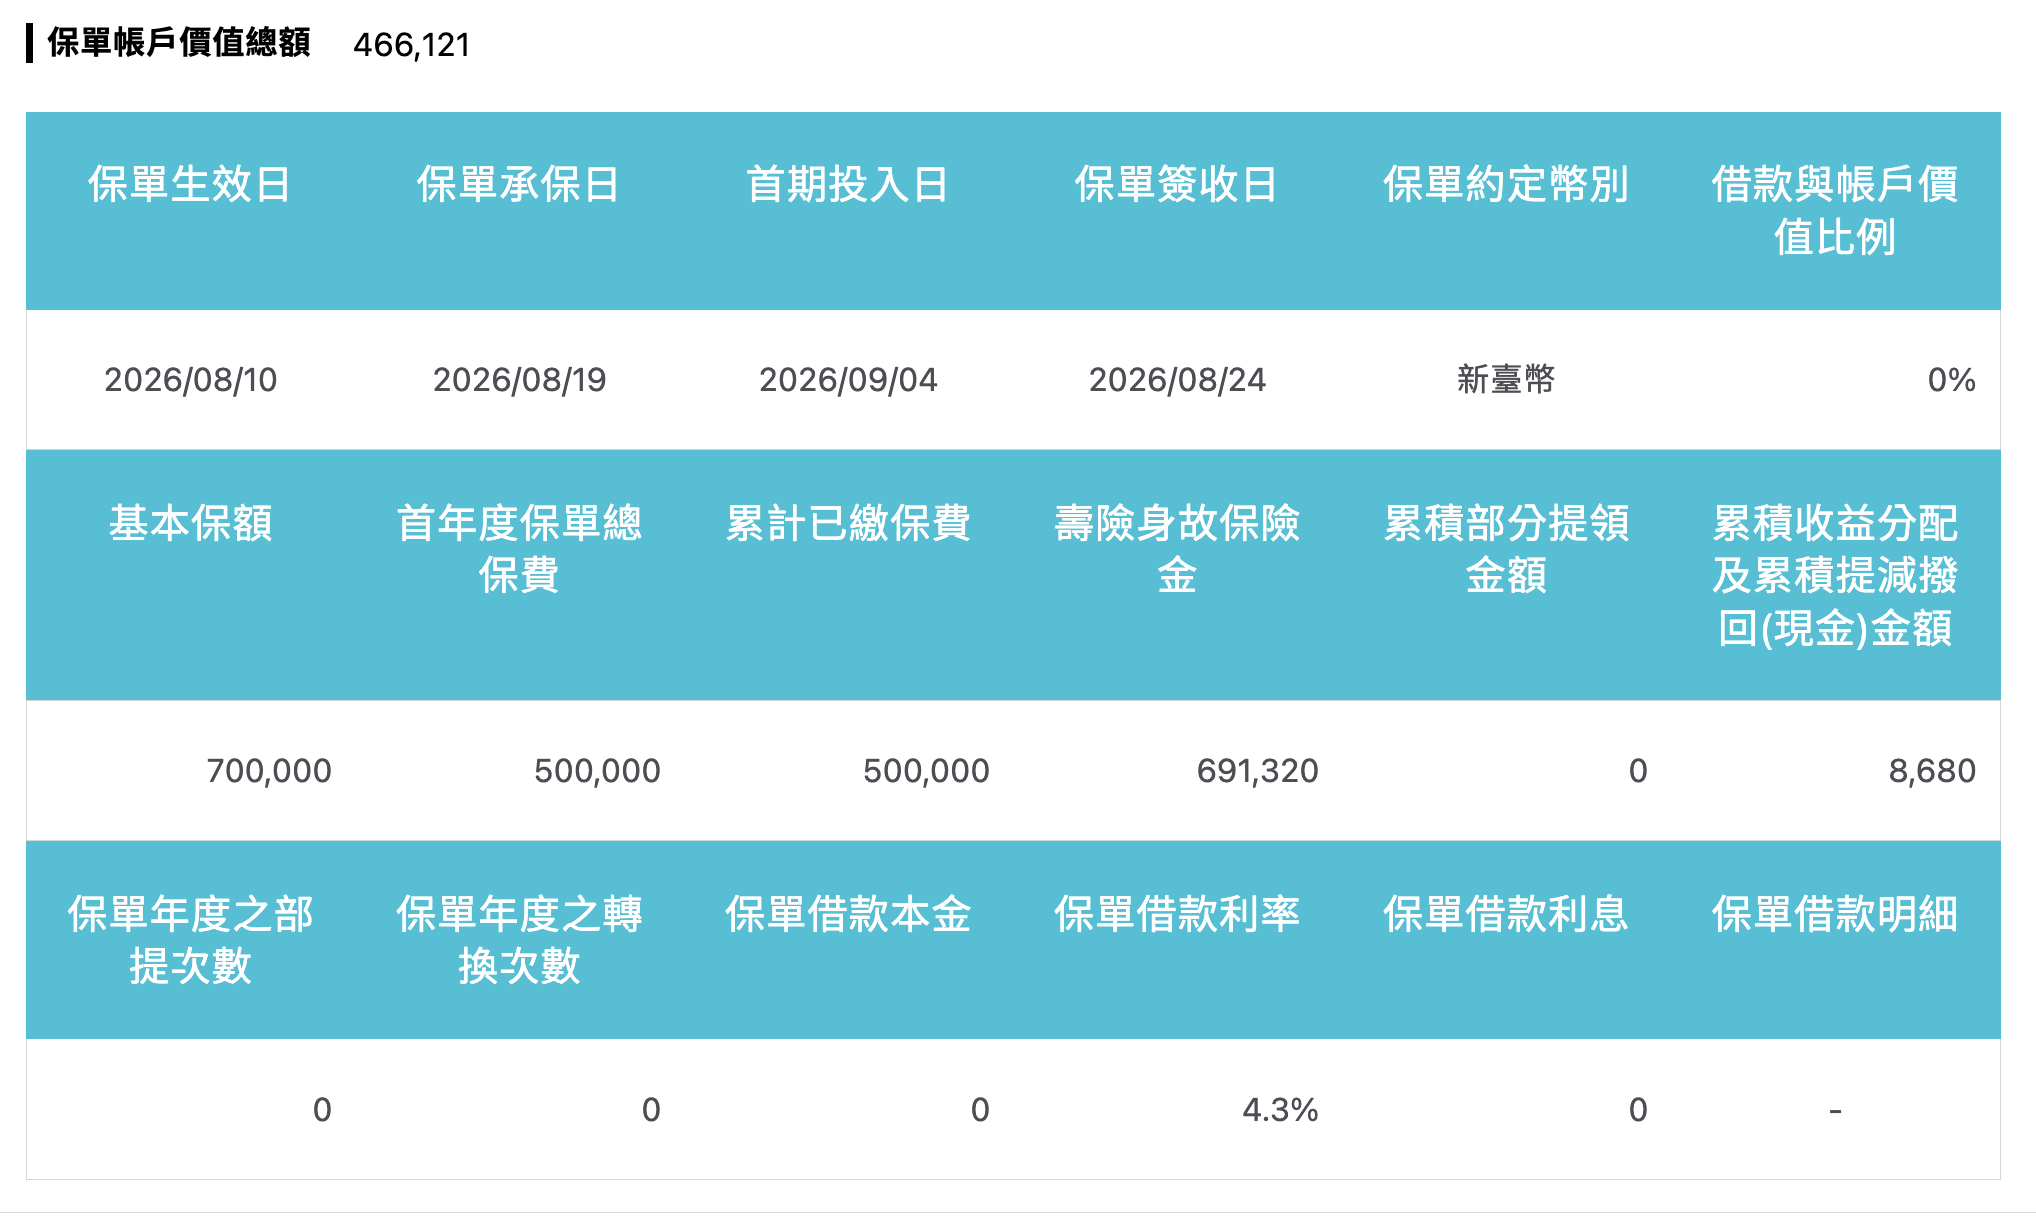 保單帳戶價值總額 466,121
保單生效日 保單承保日 首期投入日 保單簽收日 保單約定幣別 借款與帳戶價
值比例
2026/08/10 2026/08/19 2026/09/04 2026/08/24 新臺幣 0%
基本保額 首年度保單總 累計已繳保費 壽險身故保險 累積部分提領 累積收益分配
保費 金 金額 及累積提減撥
回(現金)金額
700,000 500,000 500,000 691,320 0 8,680
保單年度之部 保單年度之轉 保單借款本金 保單借款利率 保單借款利息 保單借款明細
提次數 換次數
0 0 0 4.3% 0 -